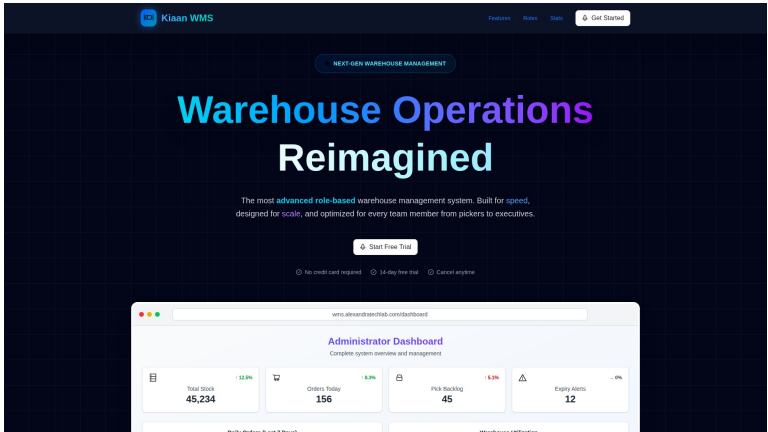 Kiaan WMS
Features Roles Stats Get Started
NEXT-GEN WAREHOUSE MANAGEMENT
Warehouse Operations
Reimagined
The most advanced role-based warehouse management system. Built for speed,
designed for scale, and optimized for every team member from pickers to executives.
Start Free Trial
No credit card required 14-day free trial Cancel anytime
wms.alexandratechlab.com/dashboard
Administrator Dashboard
Complete system overview and management
↑ 12.5% ↑ 8.3% ↑ 5.1% → 0%
Total Stock Orders Today Pick Backlog Expiry Alerts
45,234 156 45 12